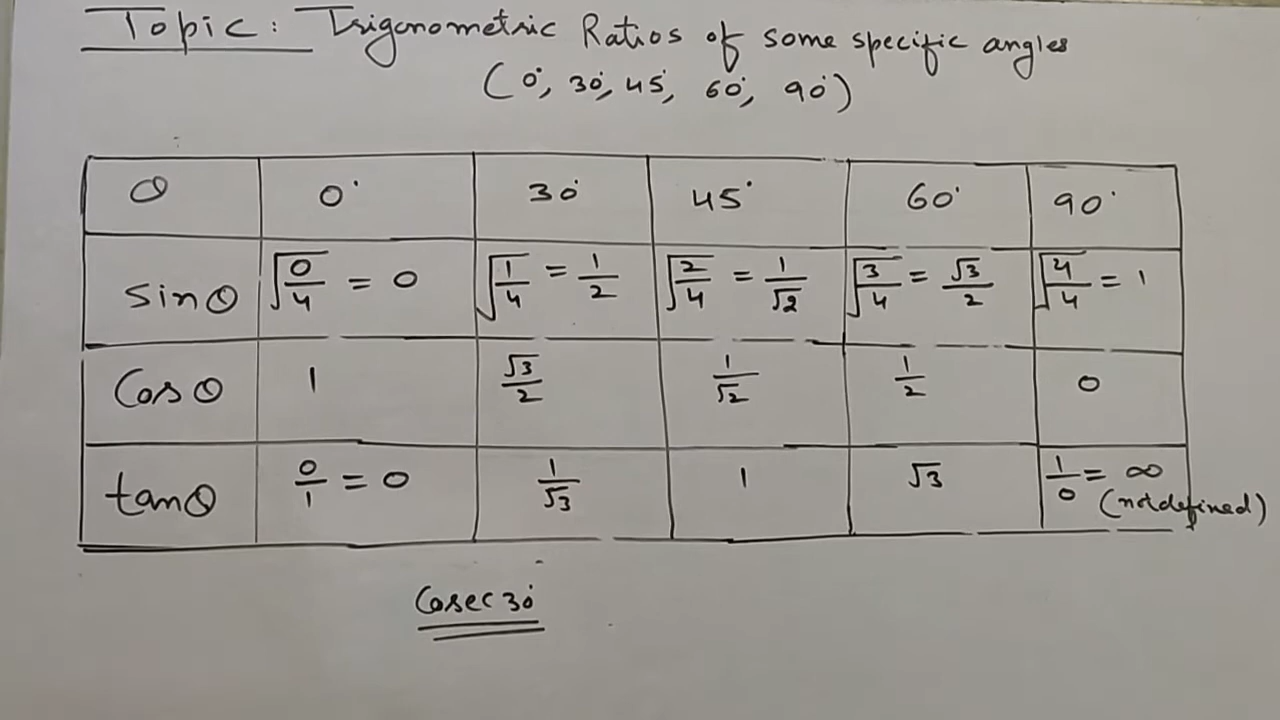 Topic: Trigonometric Ratios of some specific angles
(0°, 30°, 45°, 60°, 90°)
θ 0° 30° 45° 60° 90°
sinθ √0/4 = 0 √1/4 = 1/2 √2/4 = 1/√2 √3/4 = √3/2 √4/4 = 1
Cosθ 1 √3/2 1/√2 1/2 0
tanθ 0/1 = 0 1/√3 1 √3 1/0 = ∞
(not defined)
Cosec 30°